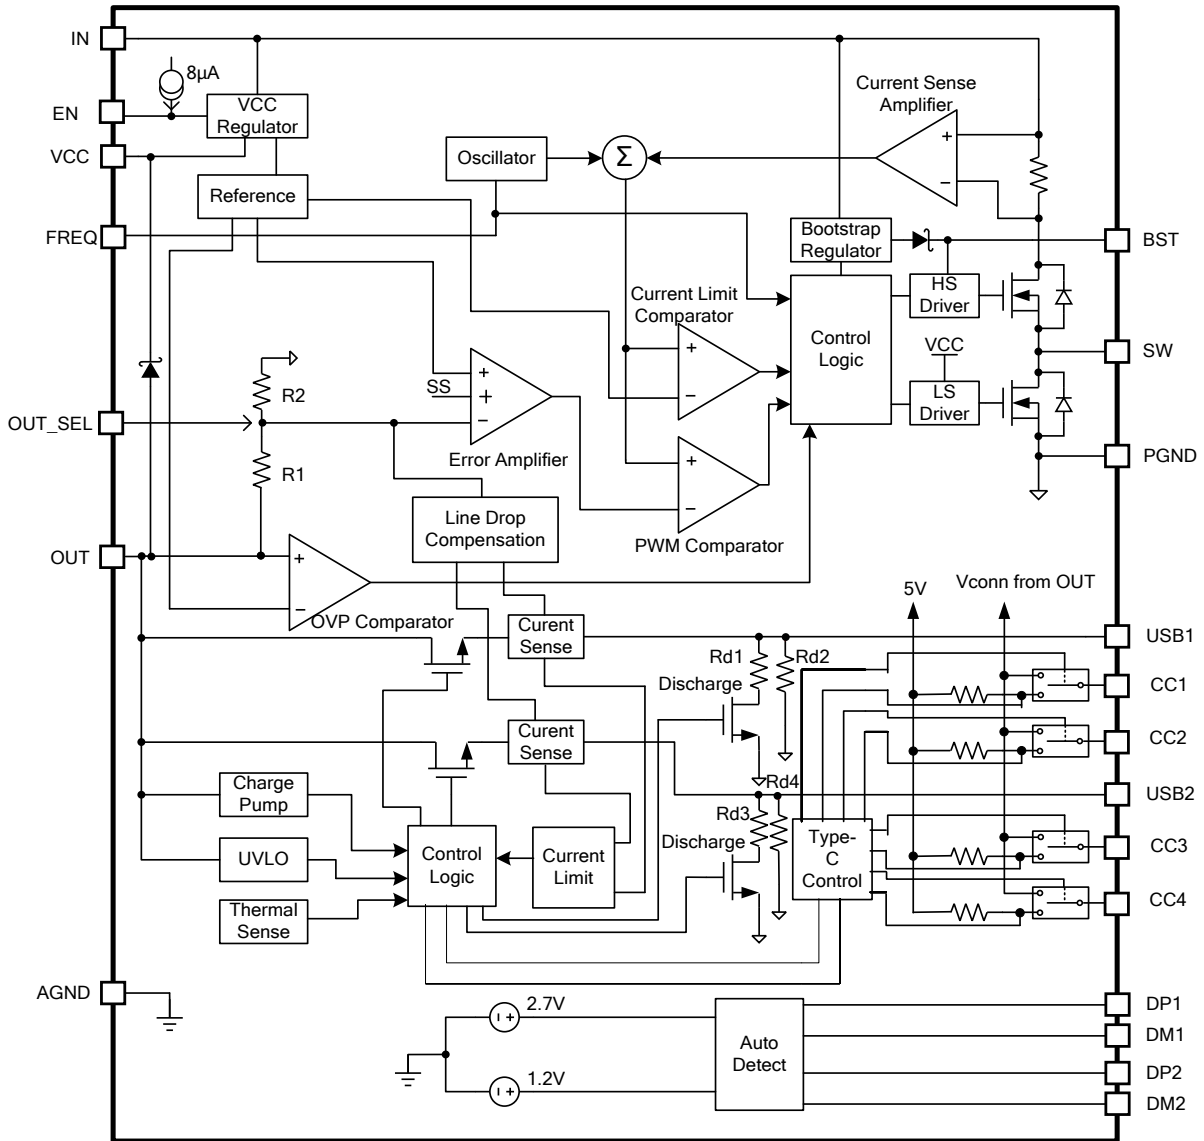 IN
8µA
Current Sense
Amplifier
EN
VCC
Regulator
+
VCC
Oscillator
Σ
−
Reference
FREQ
Bootstrap
Regulator
BST
HS
Driver
Current Limit
Comparator
+
Control
Logic
VCC
SW
+
SS
+
−
R2
−
LS
Driver
OUT_SEL
Error Amplifier
+
PGND
R1
Line Drop
Compensation
−
PWM Comparator
OUT
+
Vconn from OUT
5V
−
OVP Comparator
Curent
Sense
USB1
Rd1
Rd2
Discharge
CC1
Curent
Sense
CC2
Charge
Pump
Rd4
USB2
Rd3
Discharge
UVLO
Control
Logic
Current
Limit
Type-
C
Control
CC3
Thermal
Sense
CC4
AGND
2.7V
DP1
Auto
Detect
DM1
1.2V
DP2
DM2